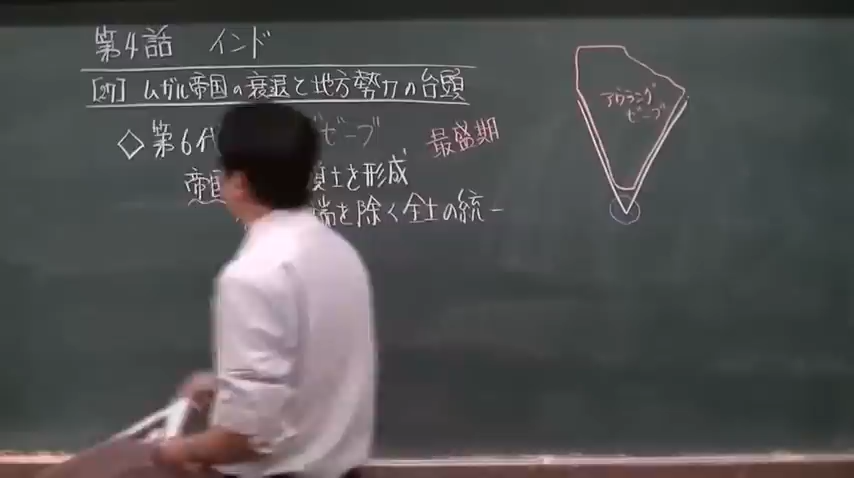 第4話 インド
[27] ムガル帝国の衰退と地方勢力の台頭
◇第6代 ゼーブ 最盛期
帝国 領土を形成
端を除く全土の統一
アウラングゼーブ